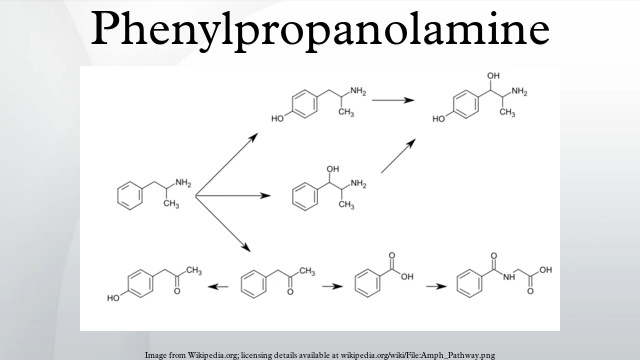 Phenylpropanolamine
NH₂
CH₃
HO
OH
NH₂
CH₃
HO
NH₂
CH₃
OH
NH₂
CH₃
CH₃
O
HO
CH₃
O
O
OH
O
NH
OH
O
Image from Wikipedia.org; licensing details available at wikipedia.org/wiki/File:Amph_Pathway.png